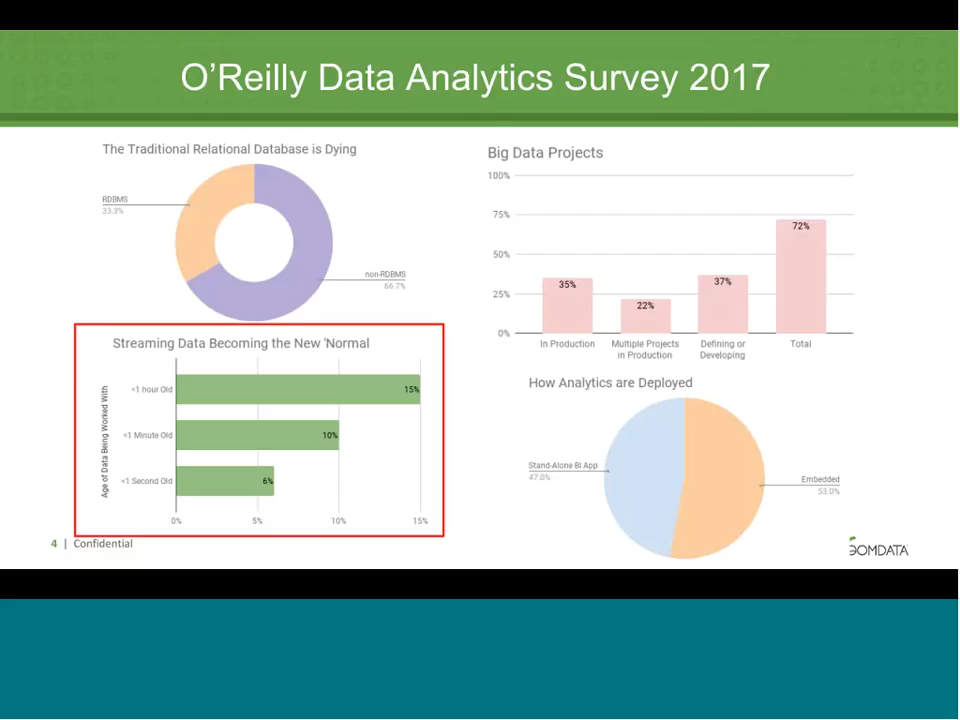 O'Reilly Data Analytics Survey 2017
The Traditional Relational Database is Dying
RDBMS
33.3%
non-RDBMS
66.7%
Big Data Projects
100%
75%
50%
25%
0%
35%
22%
37%
72%
In Production
Multiple Projects
in Production
Defining or
Developing
Total
Streaming Data Becoming the New 'Normal
Age of Data Being Worked With
<1 hour Old
15%
<1 Minute Old
10%
<1 Second Old
6%
0%
5%
10%
15%
How Analytics are Deployed
Stand-Alone BI App
47.0%
Embedded
53.0%
4 | Confidential